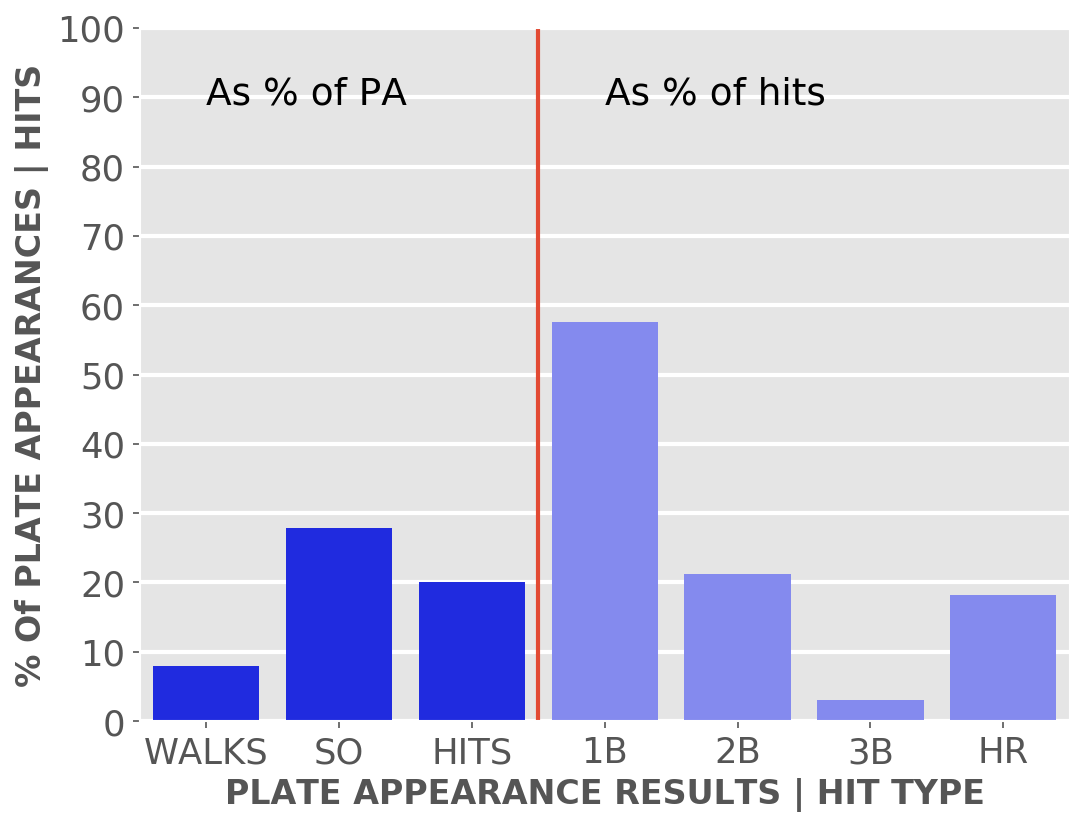 100
90
80
70
60
50
40
30
20
10
0
% Of PLATE APPEARANCES | HITS
As % of PA
As % of hits
WALKS SO HITS 1B 2B 3B HR
PLATE APPEARANCE RESULTS | HIT TYPE